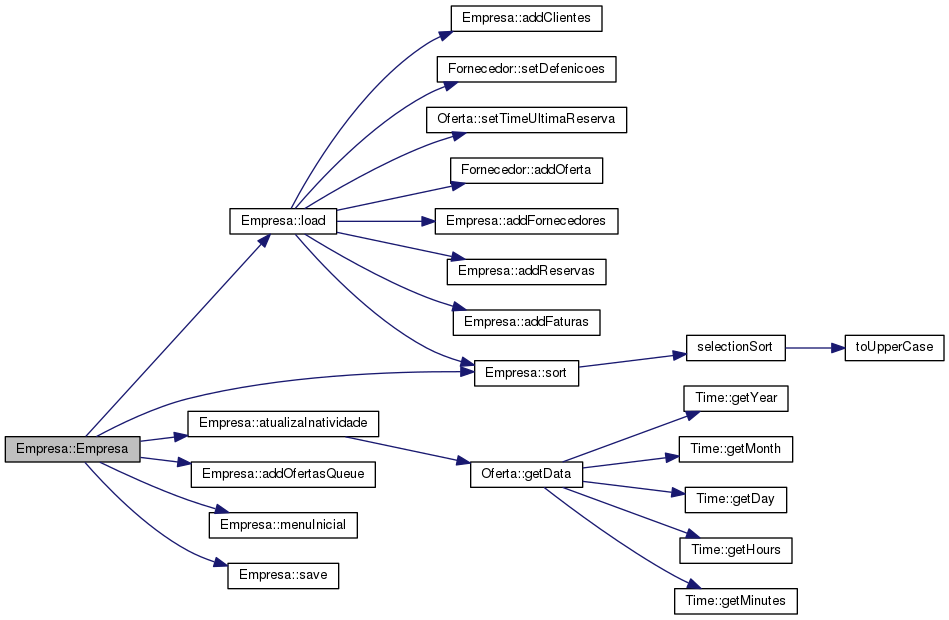 Empresa::addClientes
Fornecedor::setDefenicoes
Oferta::setTimeUltimaReserva
Fornecedor::addOferta
Empresa::load
Empresa::addFornecedores
Empresa::addReservas
Empresa::addFaturas
selectionSort
toUpperCase
Empresa::sort
Time::getYear
Empresa::atualizaInatividade
Empresa::Empresa
Time::getMonth
Empresa::addOfertasQueue
Oferta::getData
Time::getDay
Empresa::menuInicial
Time::getHours
Empresa::save
Time::getMinutes